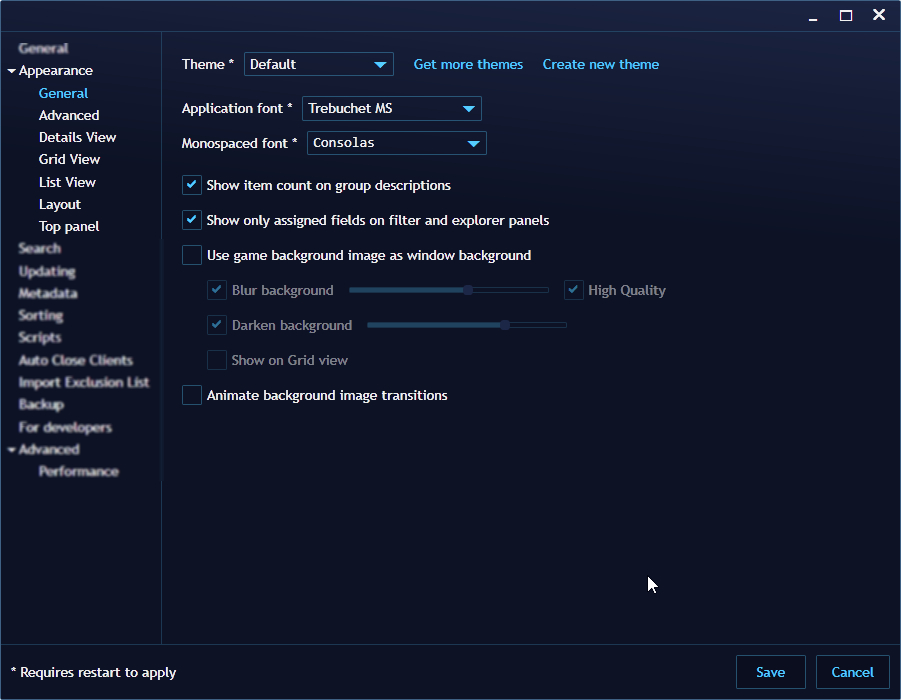 General
Appearance
General
Advanced
Details View
Grid View
List View
Layout
Top panel
Search
Updating
Metadata
Sorting
Scripts
Auto Close Clients
Import Exclusion List
Backup
For developers
Advanced
Performance
Theme * Default Get more themes Create new theme
Application font * Trebuchet MS
Monospaced font * Consolas
Show item count on group descriptions
Show only assigned fields on filter and explorer panels
Use game background image as window background
Blur background High Quality
Darken background
Show on Grid view
Animate background image transitions
* Requires restart to apply Save Cancel